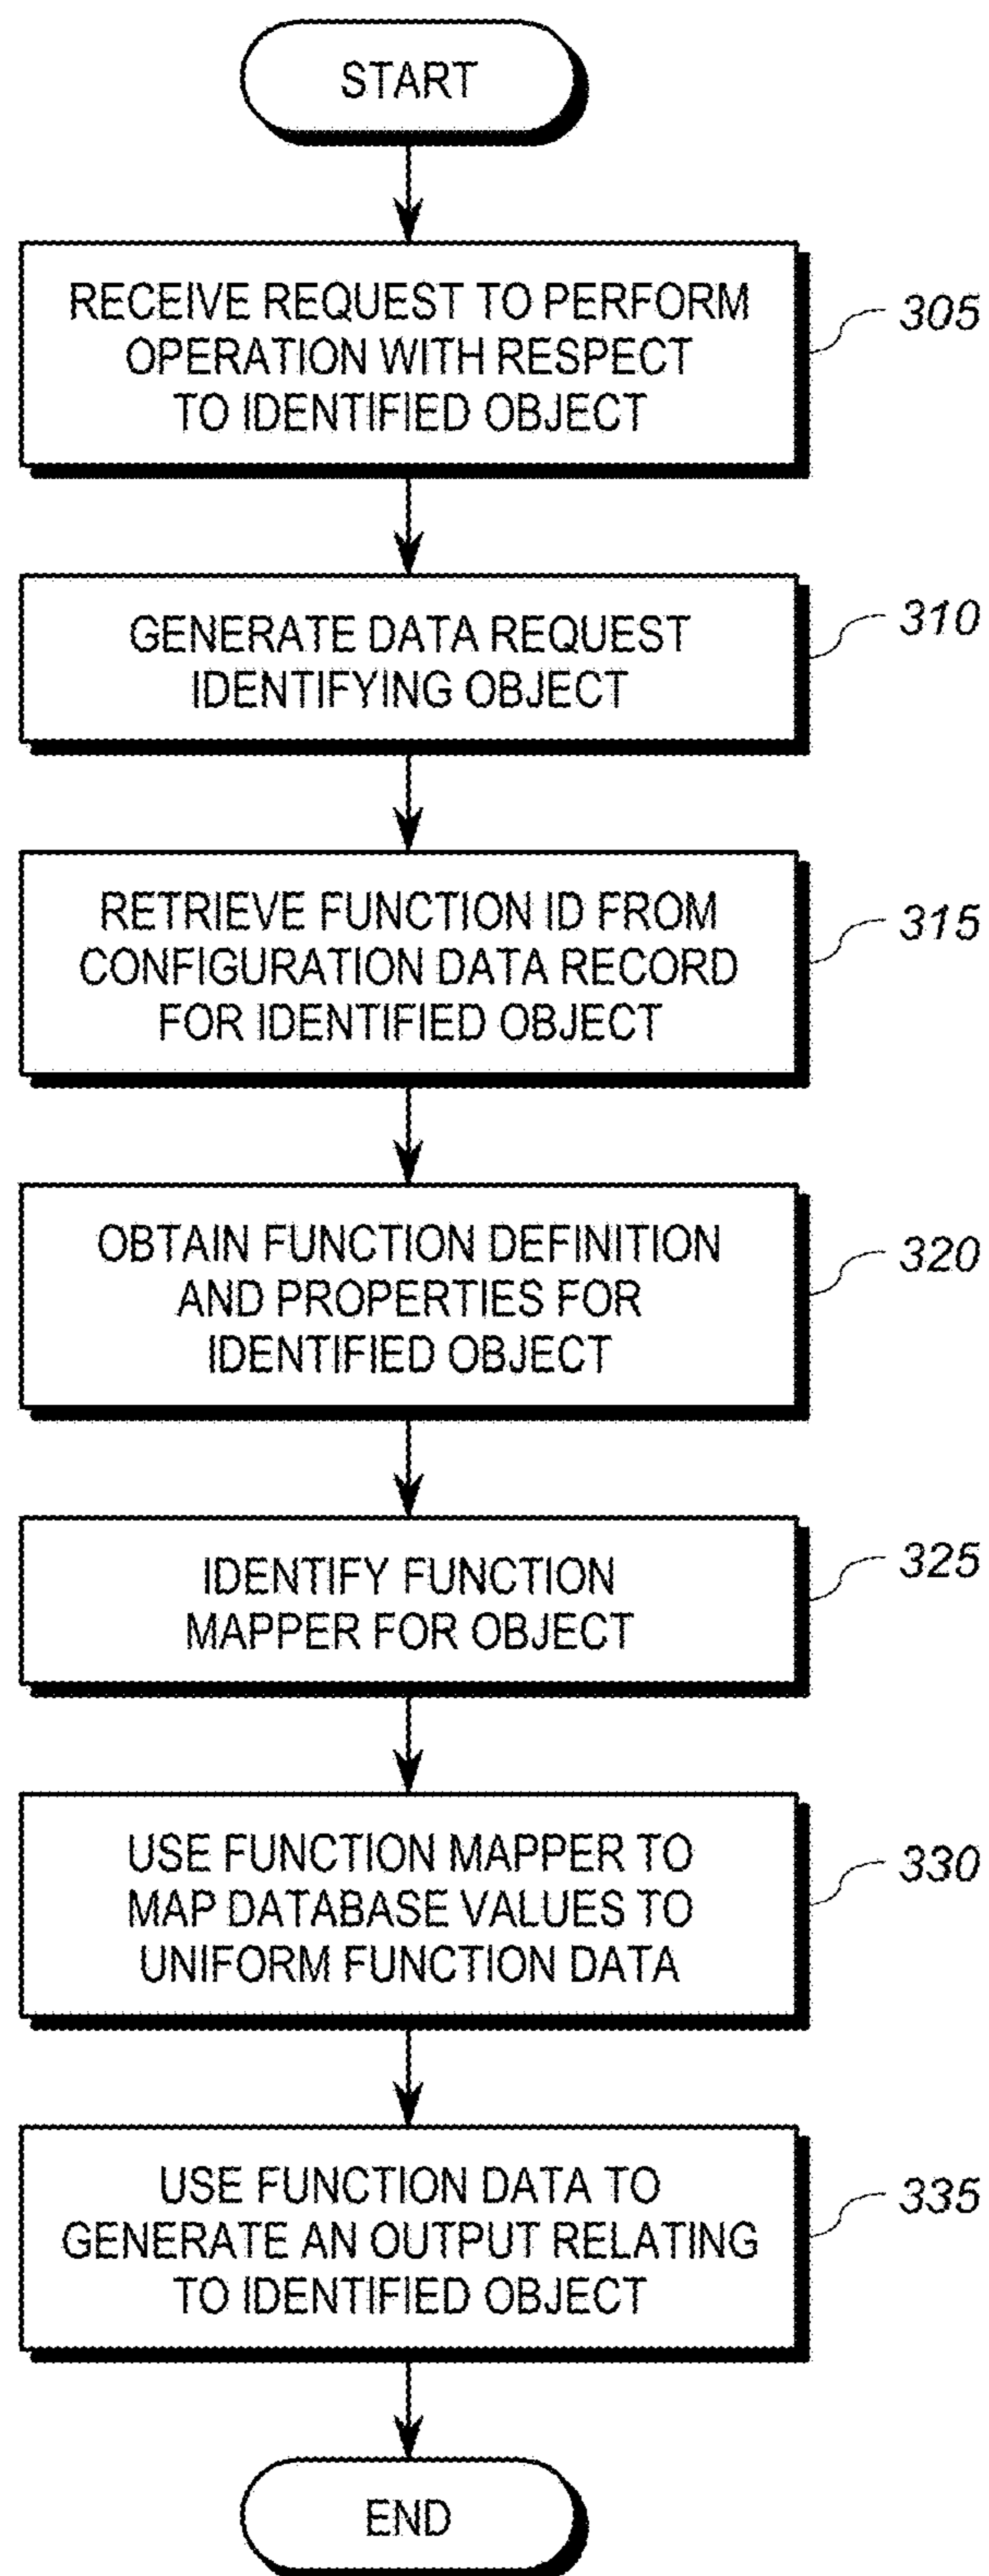 START
RECEIVE REQUEST TO PERFORM
OPERATION WITH RESPECT
TO IDENTIFIED OBJECT
305
GENERATE DATA REQUEST
IDENTIFYING OBJECT
310
RETRIEVE FUNCTION ID FROM
CONFIGURATION DATA RECORD
FOR IDENTIFIED OBJECT
315
OBTAIN FUNCTION DEFINITION
AND PROPERTIES FOR
IDENTIFIED OBJECT
320
IDENTIFY FUNCTION
MAPPER FOR OBJECT
325
USE FUNCTION MAPPER TO
MAP DATABASE VALUES TO
UNIFORM FUNCTION DATA
330
USE FUNCTION DATA TO
GENERATE AN OUTPUT RELATING
TO IDENTIFIED OBJECT
335
END